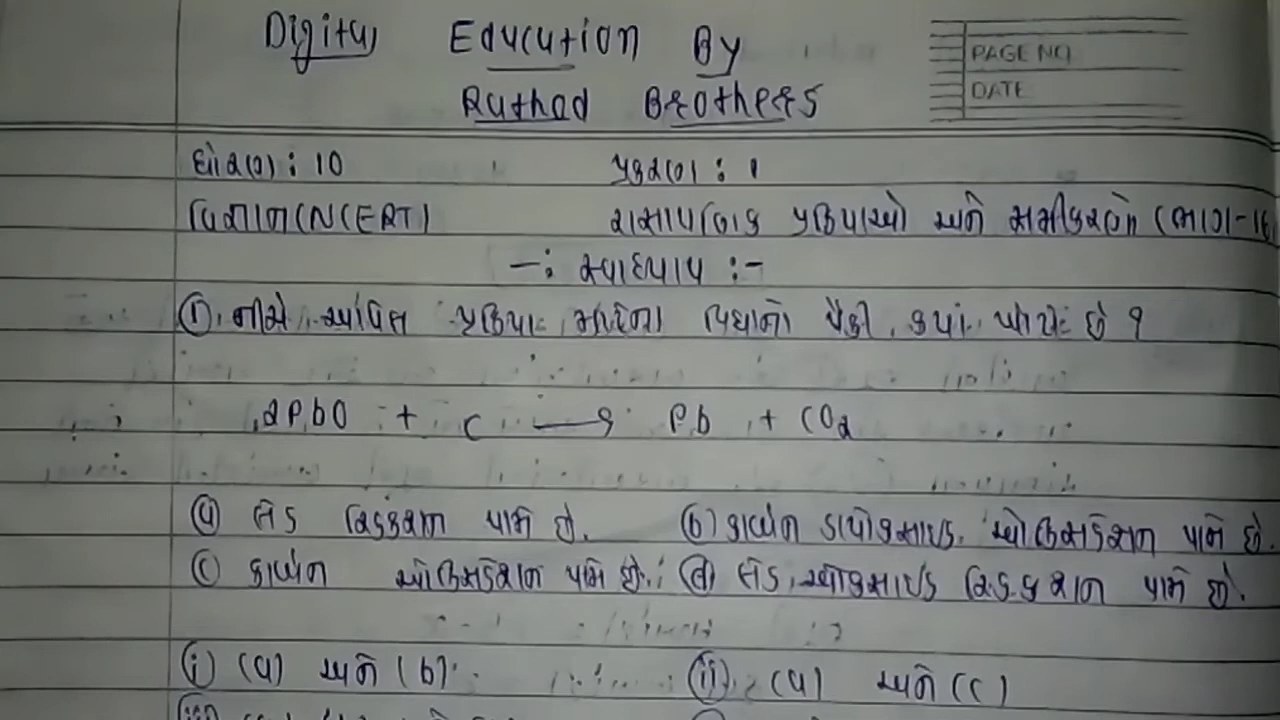 Digital Education By
Rathod Brothers
PAGE NO
DATE
ધોરણ : 10 પ્રકરણ : 1
વિજ્ઞાન(NCERT) રાસાયણિક પ્રક્રિયાઓ અને સમીકરણો (ભાગ-16)
-: સ્વાધ્યાય :-
① નીચે આપેલ પ્રક્રિયા માટેના વિધાનો પૈકી કયાં ખોટા છે ?
2PbO + C ⟶ Pb + CO2
ⓐ લેડ રિડક્શન પામે છે. ⓑ કાર્બન ડાયોક્સાઇડ ઓક્સિડેશન પામે છે.
ⓒ કાર્બન ઓક્સિડેશન પામે છે. ⓓ લેડ ઓક્સાઇડ રિડક્શન પામે છે.
ⓘ (a) અને (b) (ii) (a) અને (c)